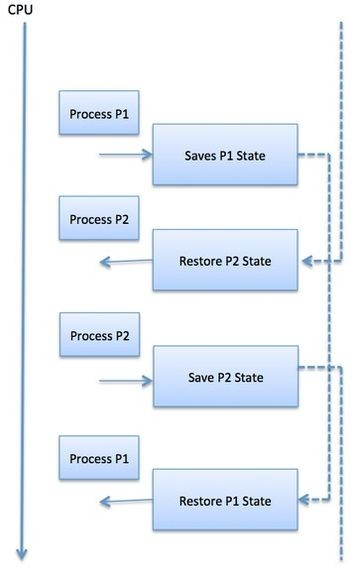 CPU
Process P1
Saves P1 State
Process P2
Restore P2 State
Process P2
Save P2 State
Process P1
Restore P1 State